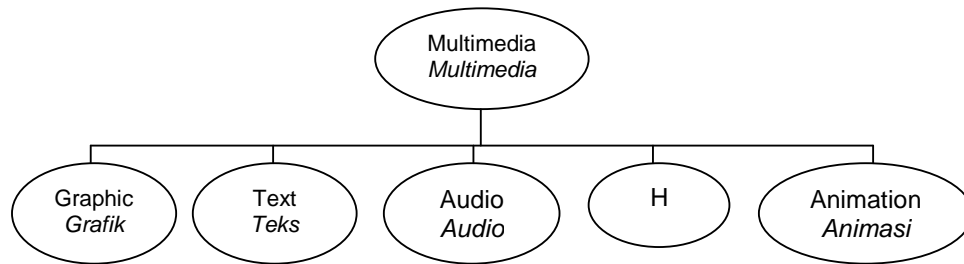 Multimedia
Multimedia
Graphic
Grafik
Text
Teks
Audio
Audio
H
Animation
Animasi